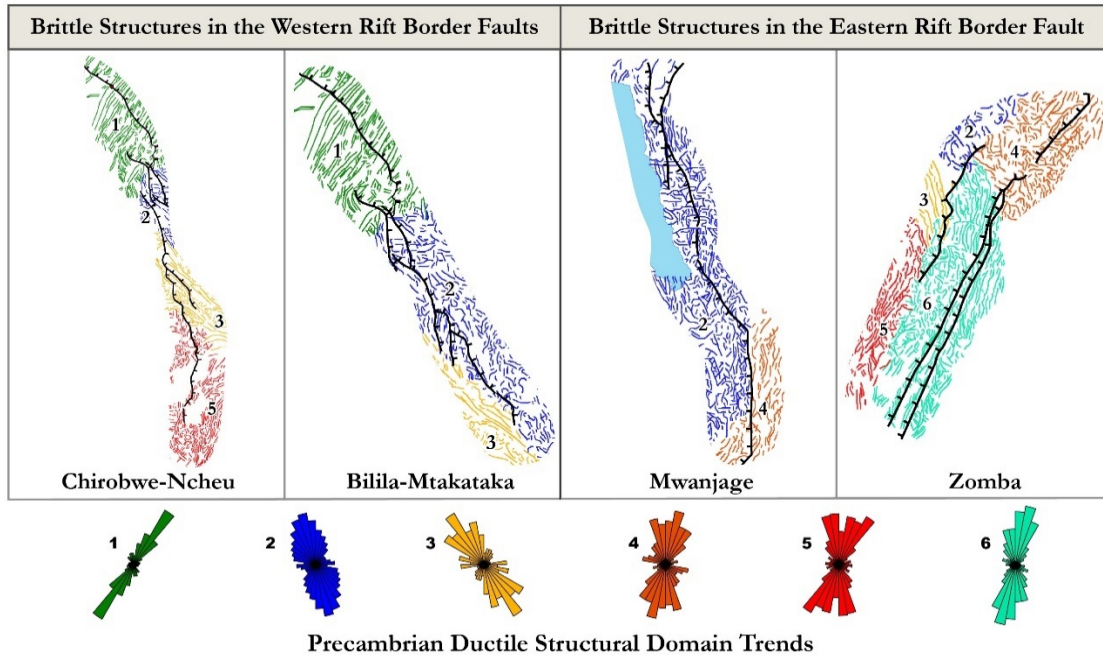 Brittle Structures in the Western Rift Border Faults
Brittle Structures in the Eastern Rift Border Fault
1
2
3
5
Chirobwe-Ncheu
1
2
3
Bilila-Mtakataka
2
4
Mwanjage
2
4
3
6
5
Zomba
1
2
3
4
5
6
Precambrian Ductile Structural Domain Trends